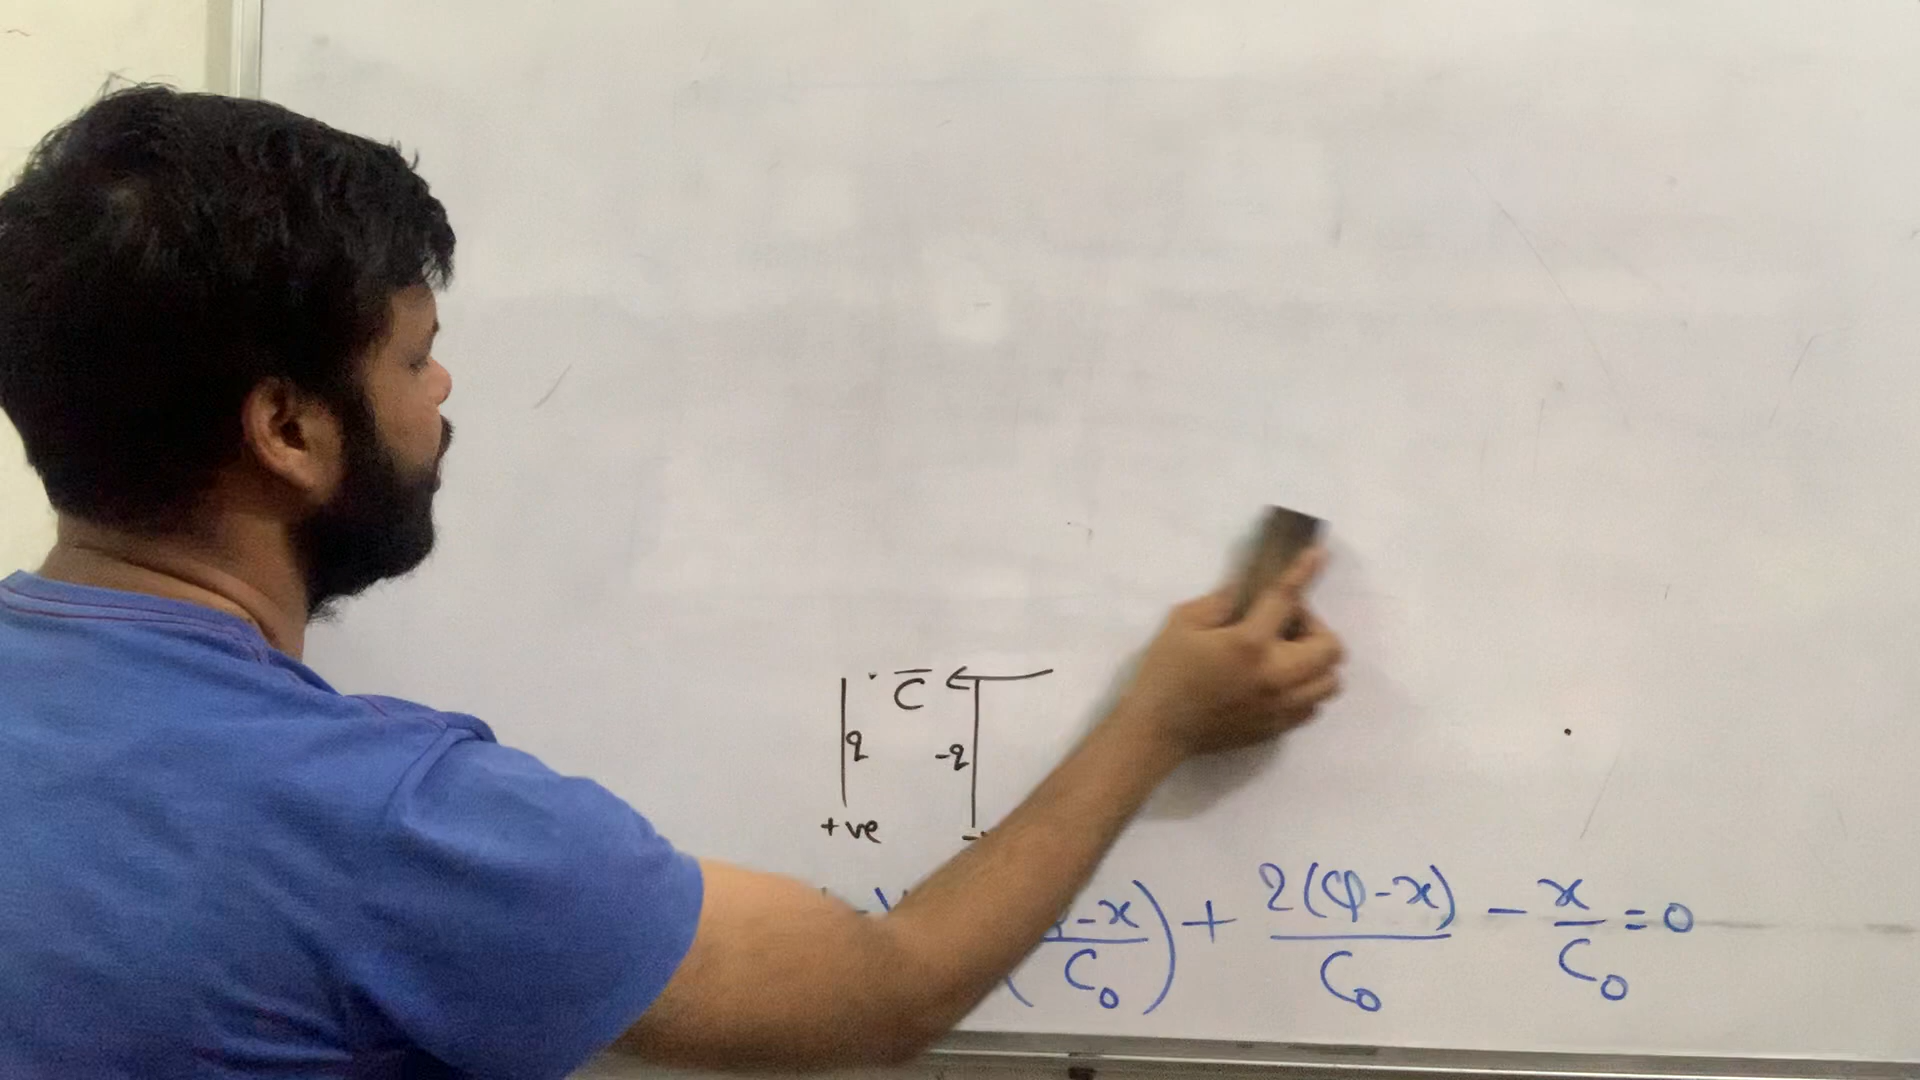 C
q -q
+ve -
-x/C₀) + 2(φ-x)/C₀ - x/C₀ = 0